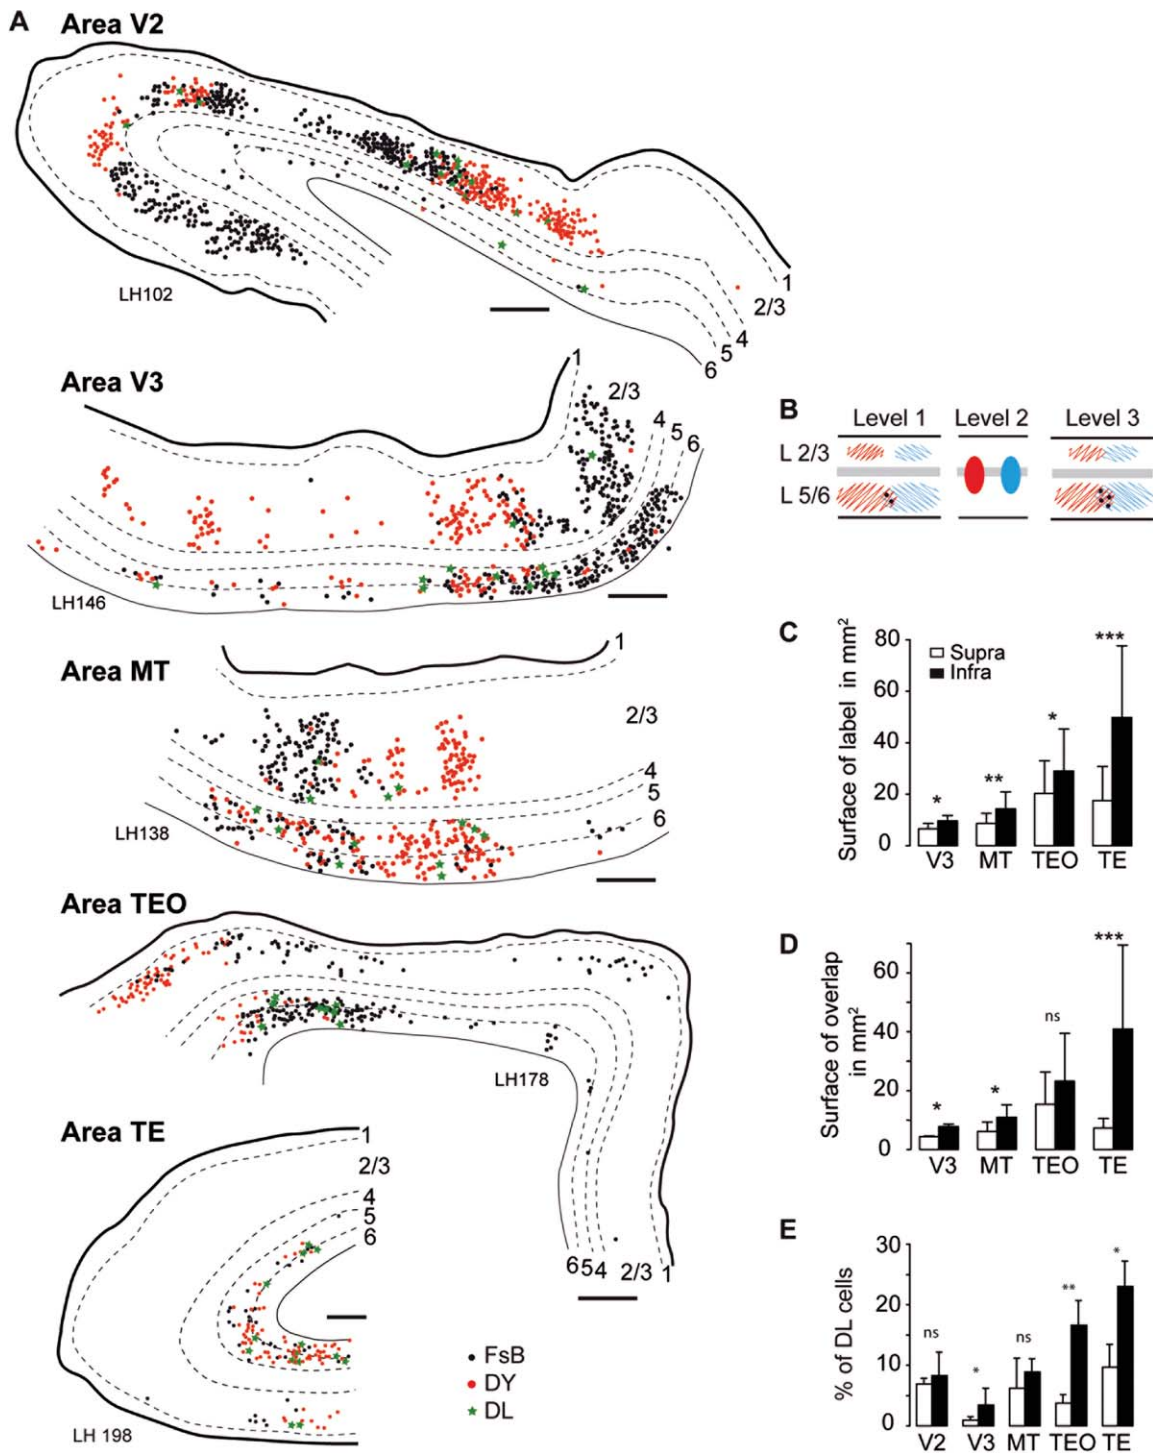 A Area V2
LH102
1
2/3
4
5
6
Area V3
1
2/3
4
5
6
LH146
Area MT
1
2/3
4
5
6
LH138
Area TEO
LH178
6 5 4 2/3 1
Area TE
1
2/3
4
5
6
LH 198
FsB
DY
DL
B Level 1 Level 2 Level 3
L 2/3
L 5/6
C
Surface of label in mm²
80
60
40
20
0
Supra
Infra
* ** * ***
V3 MT TEO TE
D
Surface of overlap
in mm²
60
40
20
0
* * ns ***
V3 MT TEO TE
E
% of DL cells
30
20
10
0
ns * ns ** *
V2 V3 MT TEO TE